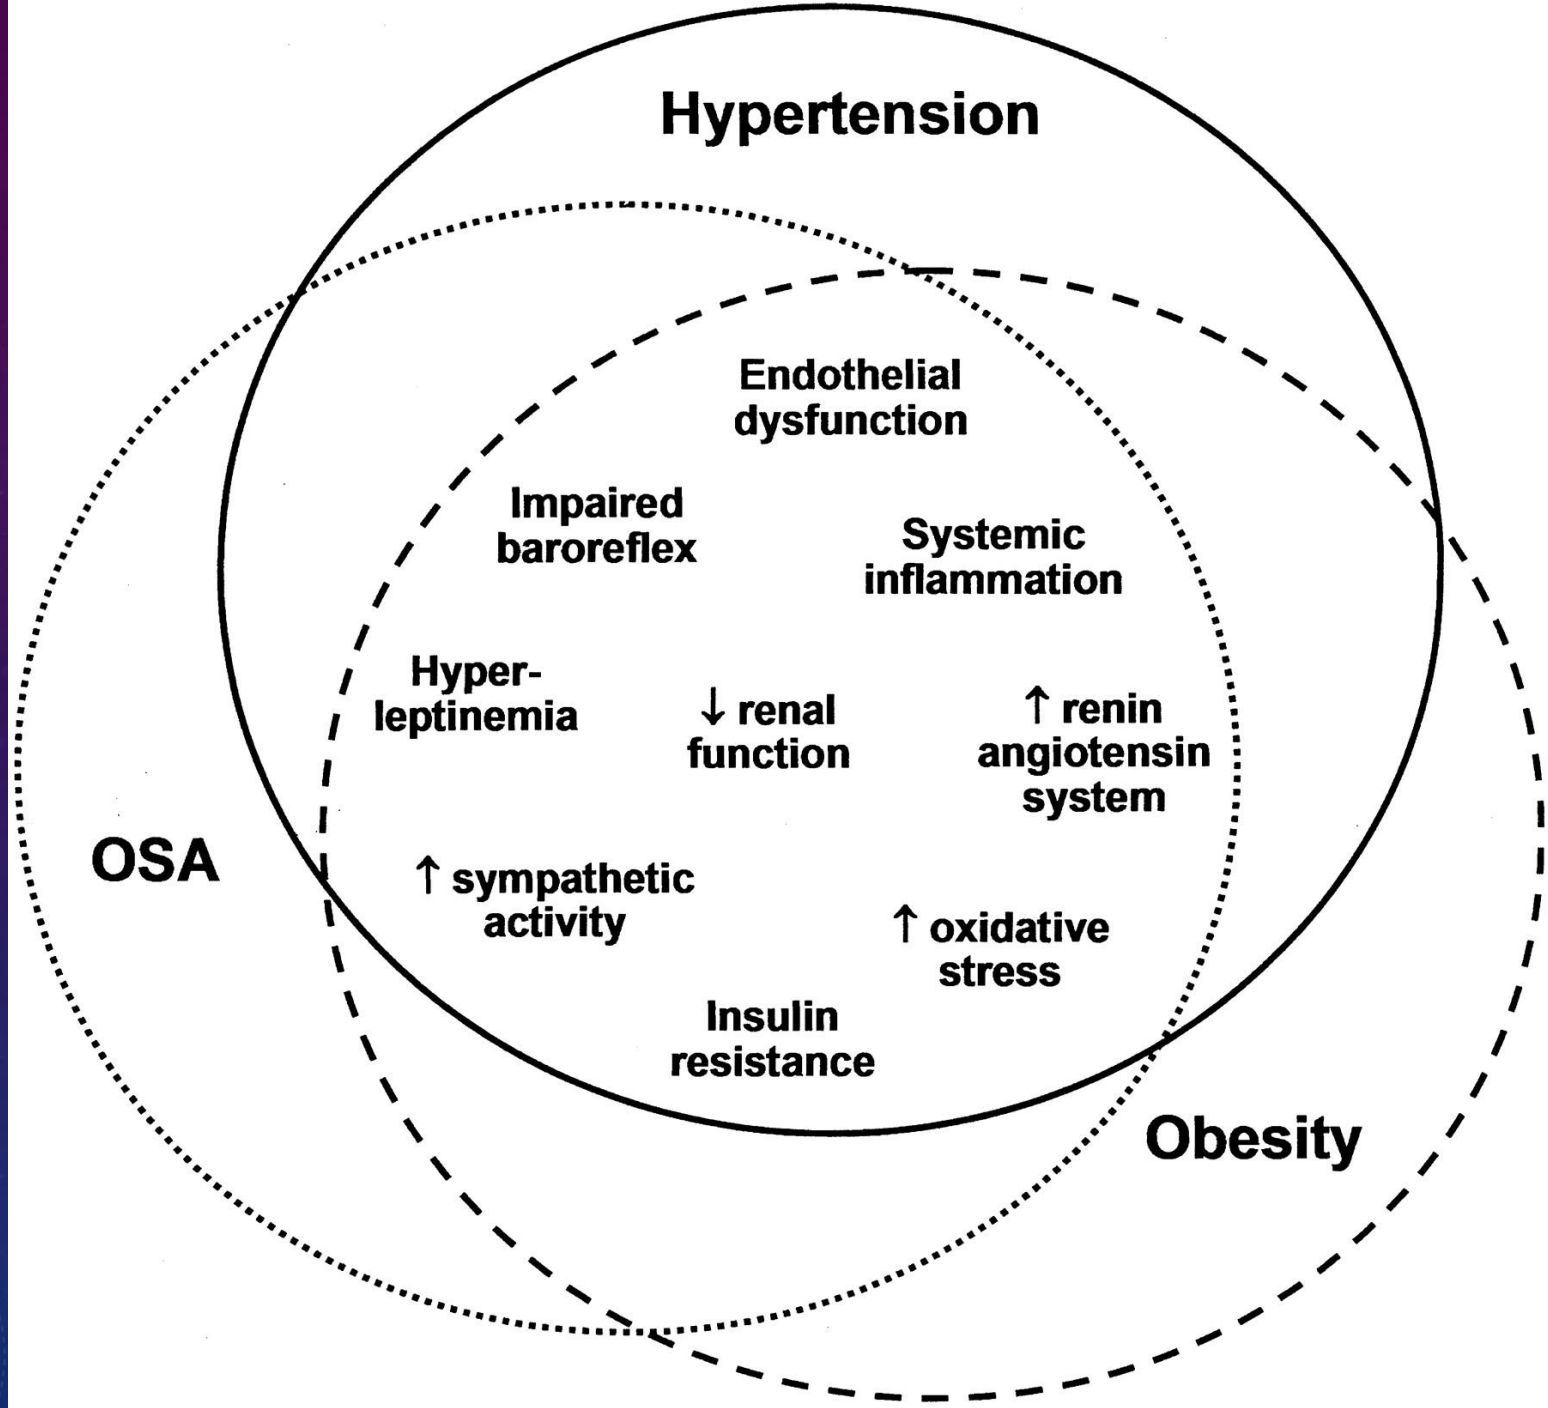 Hypertension
Endothelial
dysfunction
Impaired
baroreflex
Systemic
inflammation
Hyper-
leptinemia
↓ renal
function
↑ renin
angiotensin
system
OSA
↑ sympathetic
activity
↑ oxidative
stress
Insulin
resistance
Obesity